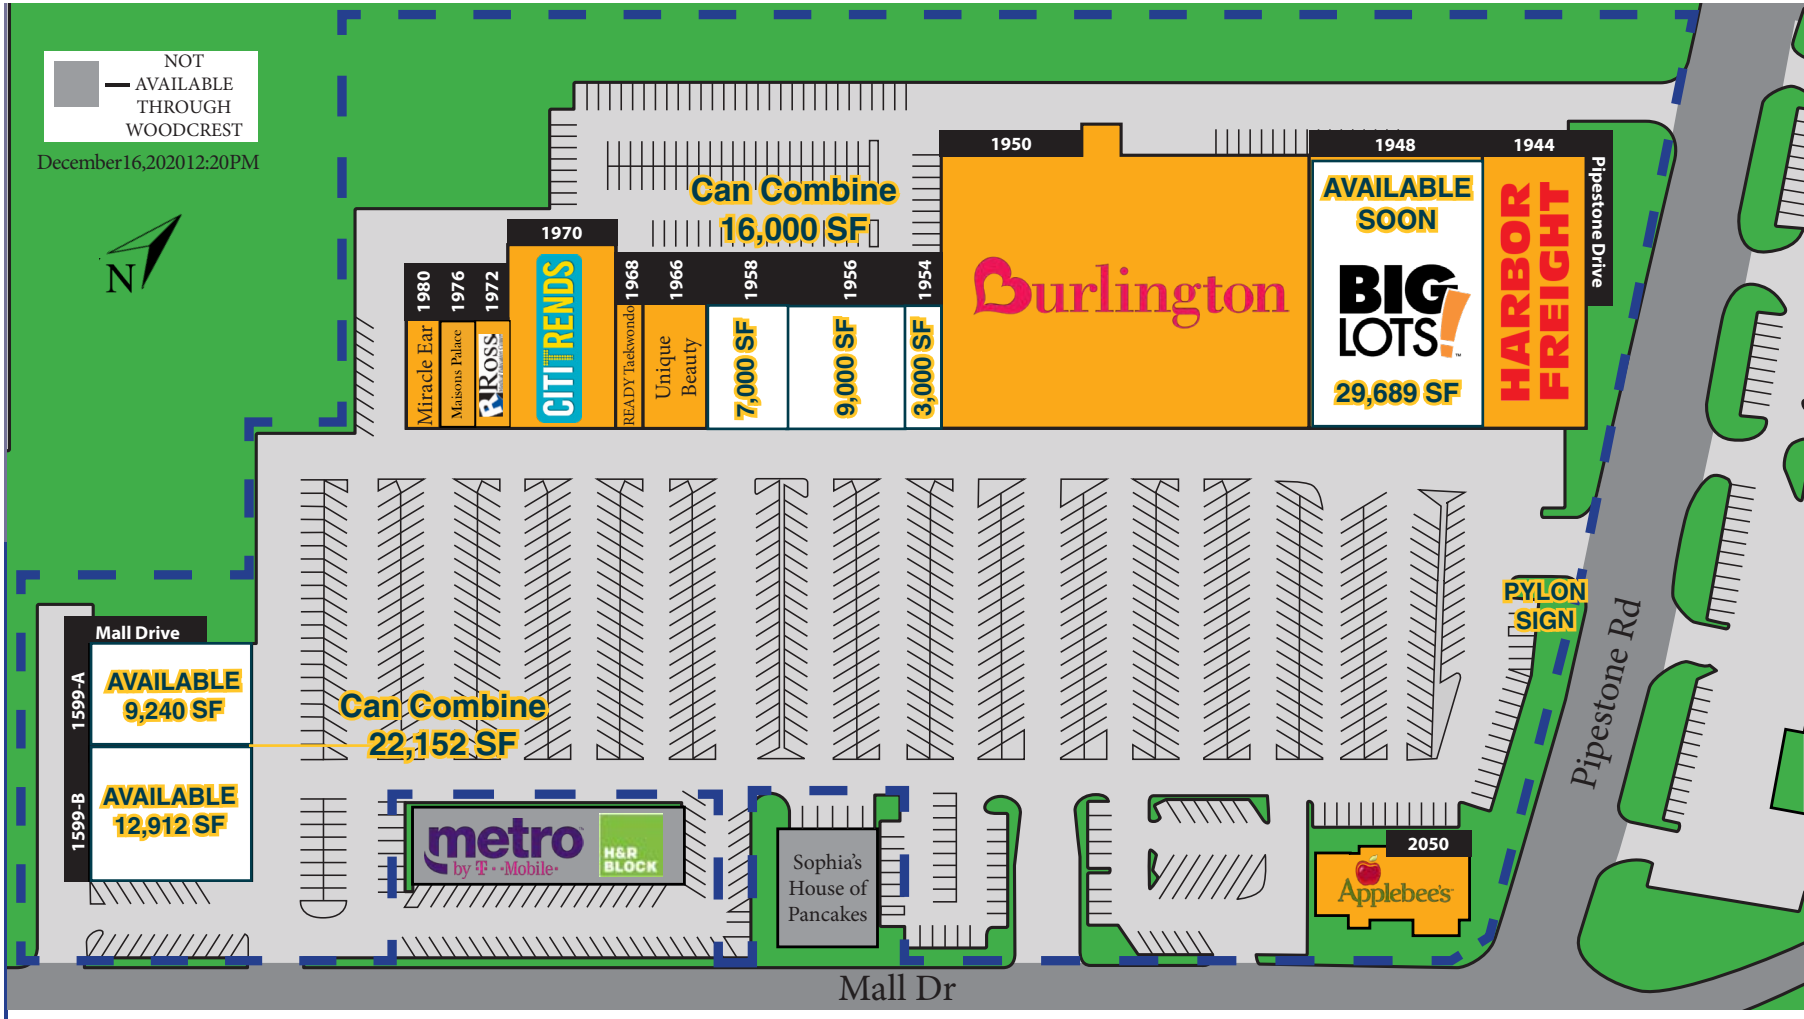 NOT
AVAILABLE
THROUGH
WOODCREST
December16,202012:20PM
N
Can Combine
16,000 SF
1950
1948
1944
Pipestone Drive
1970
1980
1976
1972
1968
1966
1958
1956
1954
Miracle Ear
Maisons Palace
Ross
CITITRENDS
READY Taekwondo
Unique
Beauty
7,000 SF
9,000 SF
3,000 SF
Burlington
AVAILABLE
SOON
BIG
LOTS!
29,689 SF
HARBOR
FREIGHT
PYLON
SIGN
Pipestone Rd
Mall Drive
1599-A
AVAILABLE
9,240 SF
Can Combine
22,152 SF
1599-B
AVAILABLE
12,912 SF
metro
by T-Mobile
H&R
BLOCK
Sophia's
House of
Pancakes
2050
Applebee's
Mall Dr